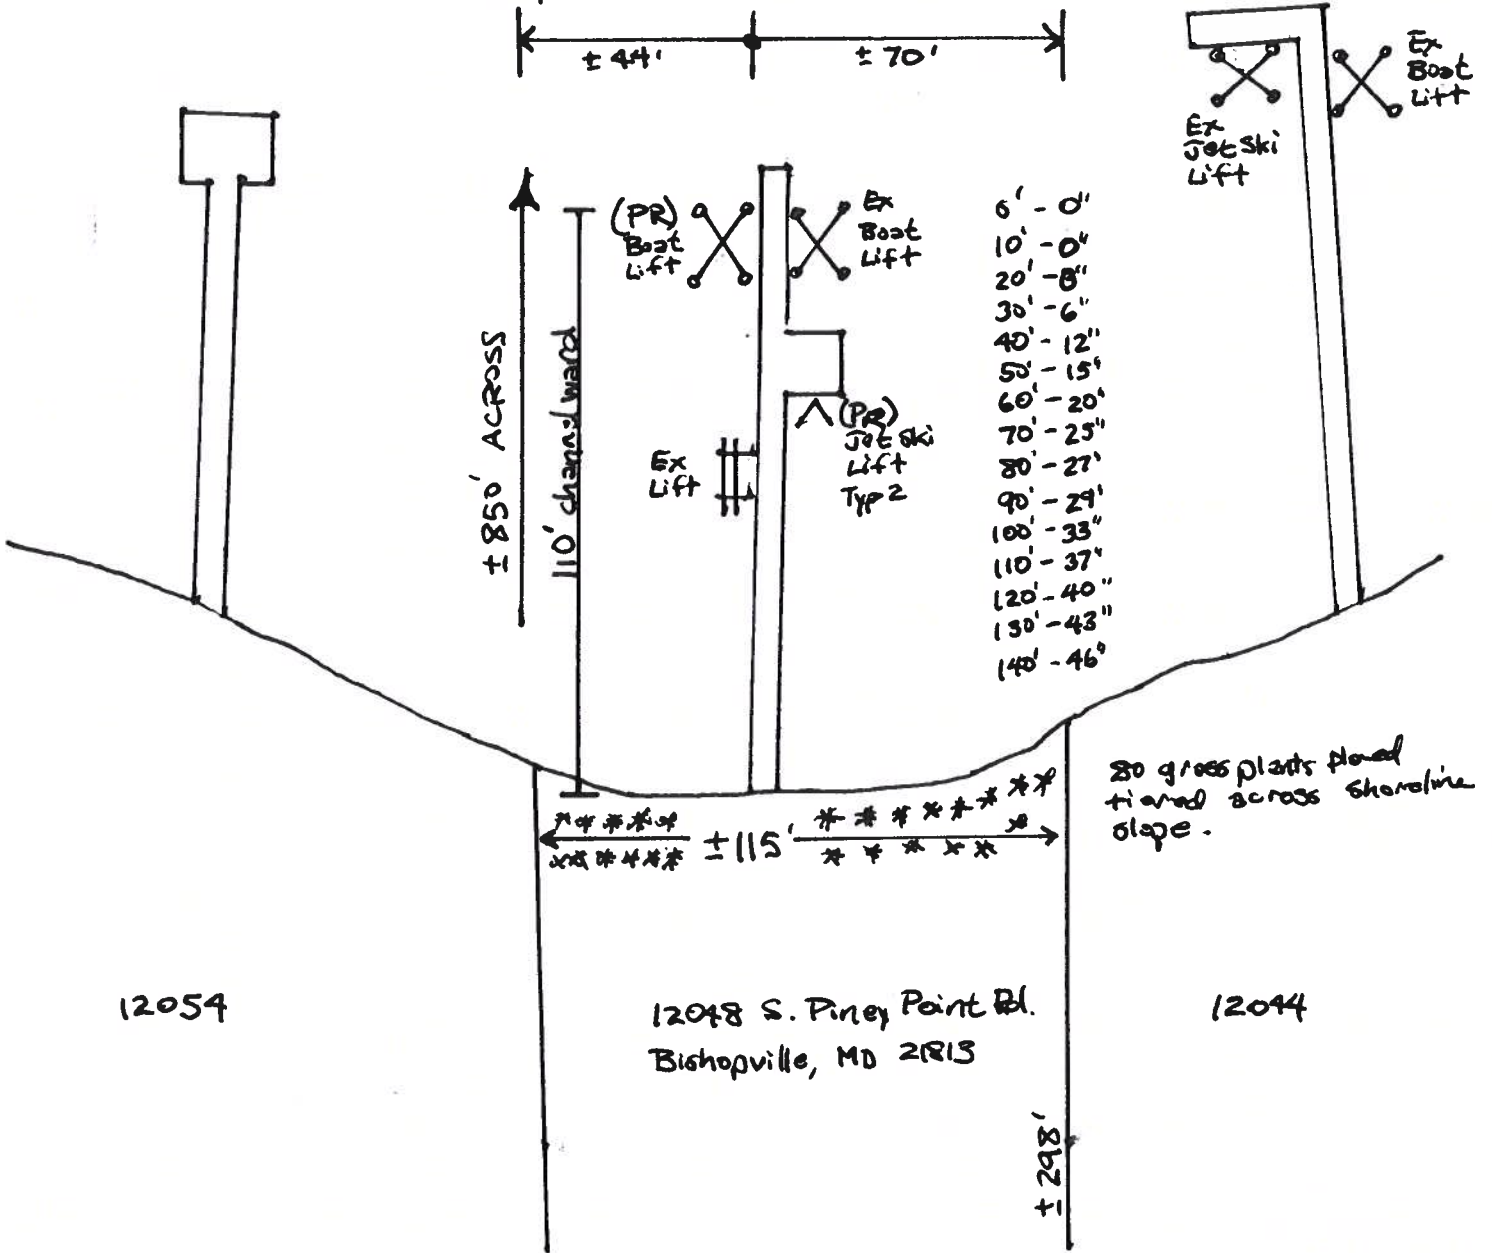 ± 44'
± 70'
Ex
Boat
Lift
Ex
Jet Ski
Lift
(PR)
Boat
Lift
Ex
Boat
Lift
0' - 0"
10' - 0"
20' - 8"
30' - 6"
40' - 12"
50' - 15"
60' - 20"
70' - 25"
80' - 27"
90' - 29"
100' - 33"
110' - 37"
120' - 40"
130' - 43"
140' - 46"
±850' ACROSS
110' channelward
Ex
Lift
(PR)
Jet Ski
Lift
Typ 2
±115'
80 grass plants placed
tiered across shoreline
slope.
12054
12048 S. Piney Point Rd.
Bishopville, MD 21813
12044
±298'